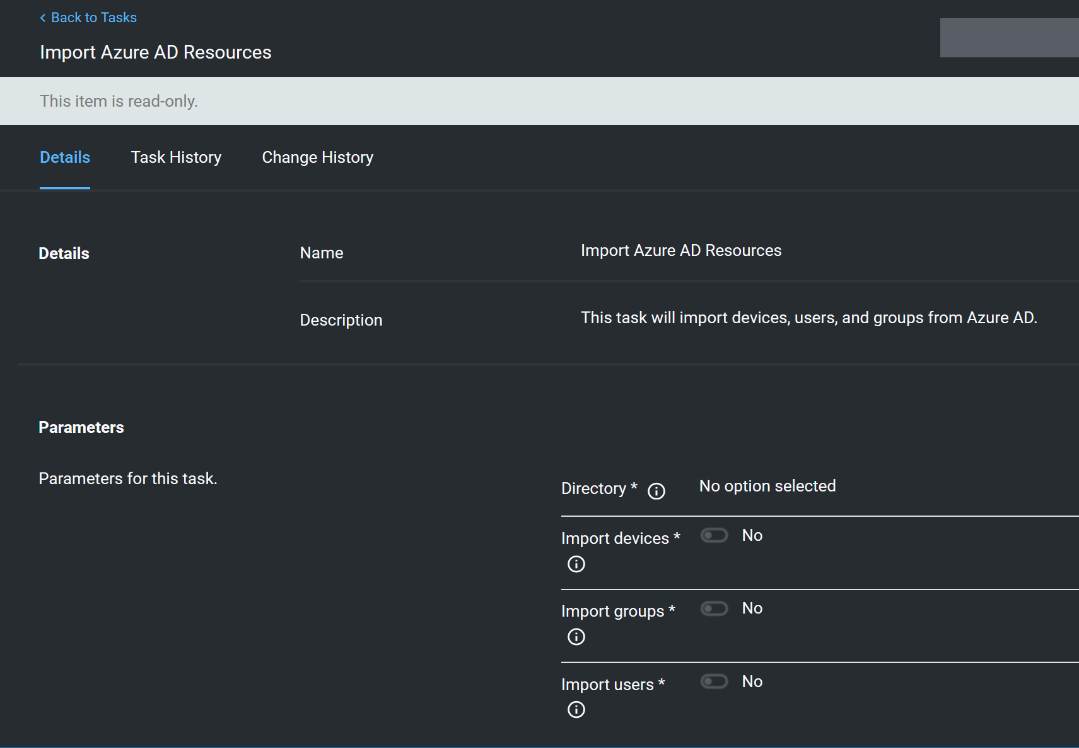 Back to Tasks
Import Azure AD Resources
This item is read-only.
Details Task History Change History
Details Name Import Azure AD Resources
Description This task will import devices, users, and groups from Azure AD.
Parameters
Parameters for this task.
Directory * No option selected
Import devices * No
Import groups * No
Import users * No